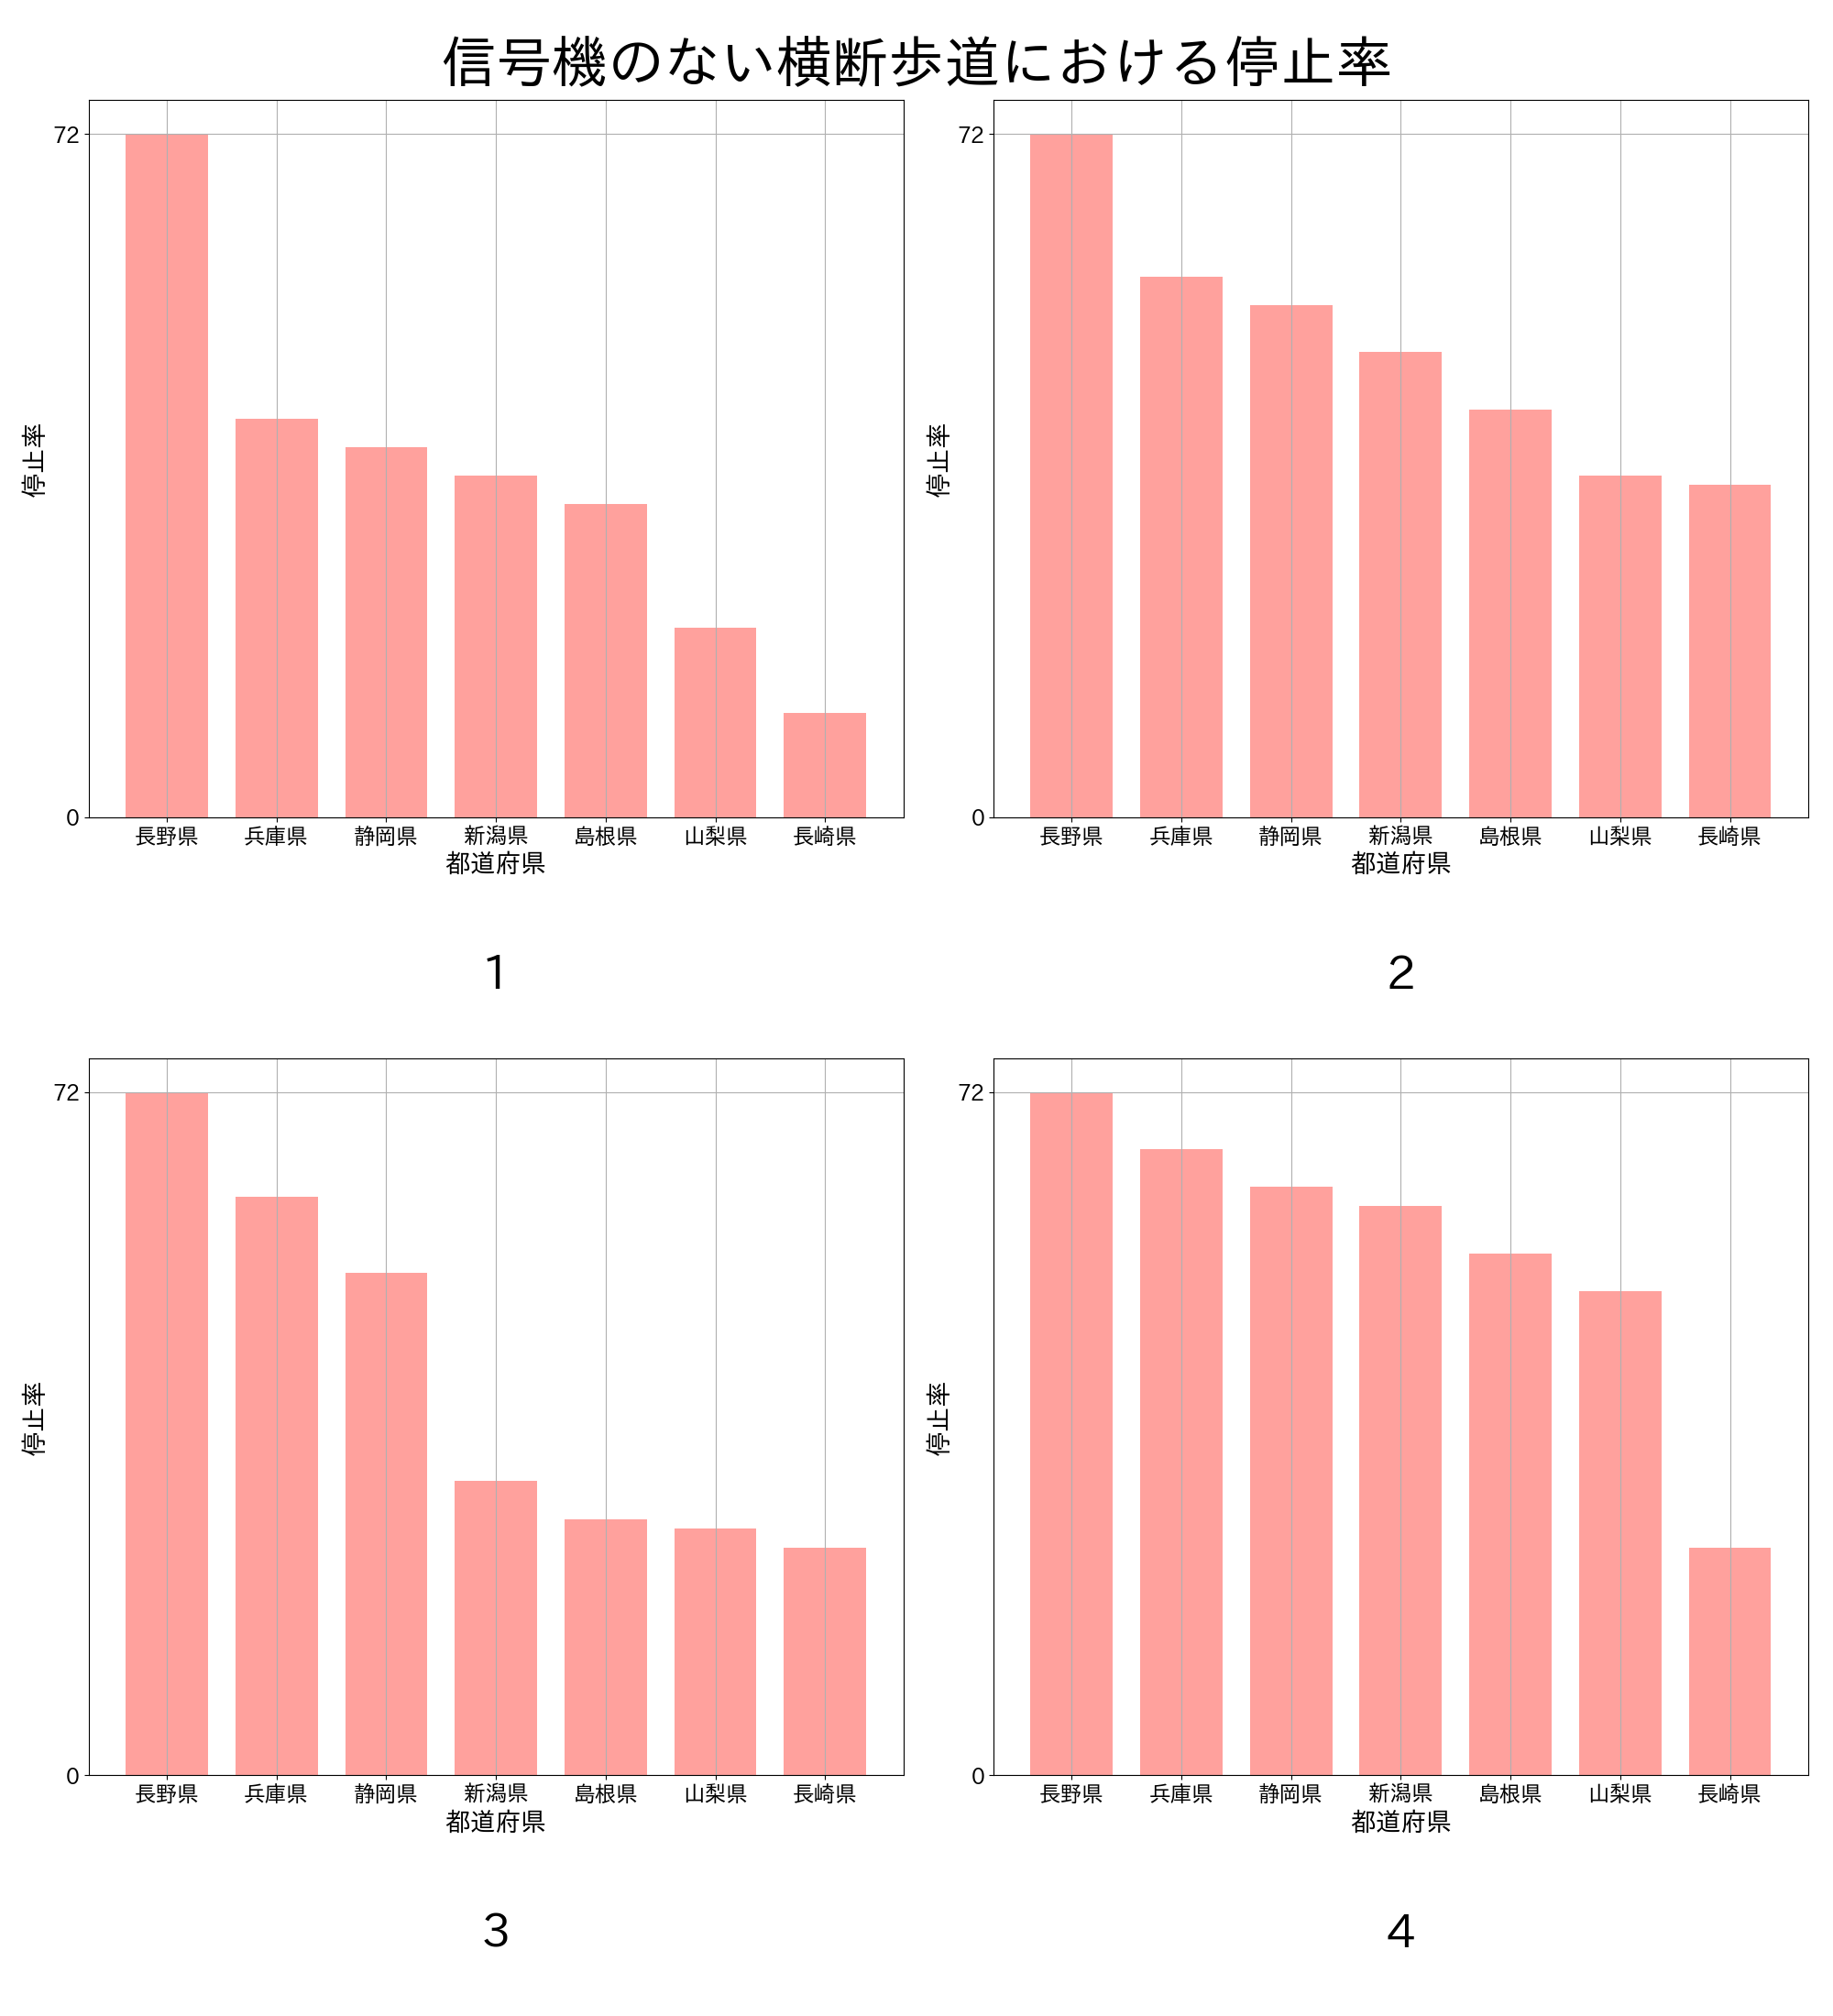 信号機のない横断歩道における停止率
72
0
停止率
長野県 兵庫県 静岡県 新潟県 島根県 山梨県 長崎県
都道府県
1
72
0
停止率
長野県 兵庫県 静岡県 新潟県 島根県 山梨県 長崎県
都道府県
2
72
0
停止率
長野県 兵庫県 静岡県 新潟県 島根県 山梨県 長崎県
都道府県
3
72
0
停止率
長野県 兵庫県 静岡県 新潟県 島根県 山梨県 長崎県
都道府県
4